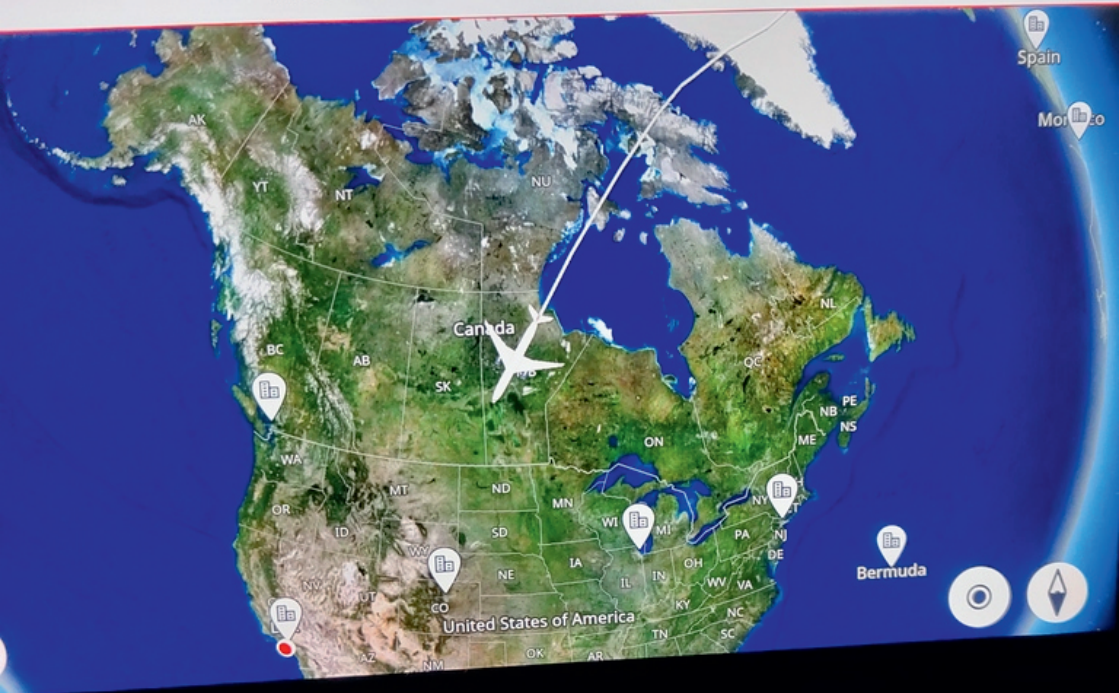 Spain
AK
YT
NT
NU
Canada
BC
AB
SK
ON
QC
NL
NB
PE
NS
ME
WA
OR
ID
MT
ND
MN
SD
WI
MI
NY
PA
NJ
DE
WY
NE
IA
IL
IN
OH
WV
VA
Bermuda
NV
UT
CO
KY
NC
United States of America
TN
SC
AZ
NM
OK
AR